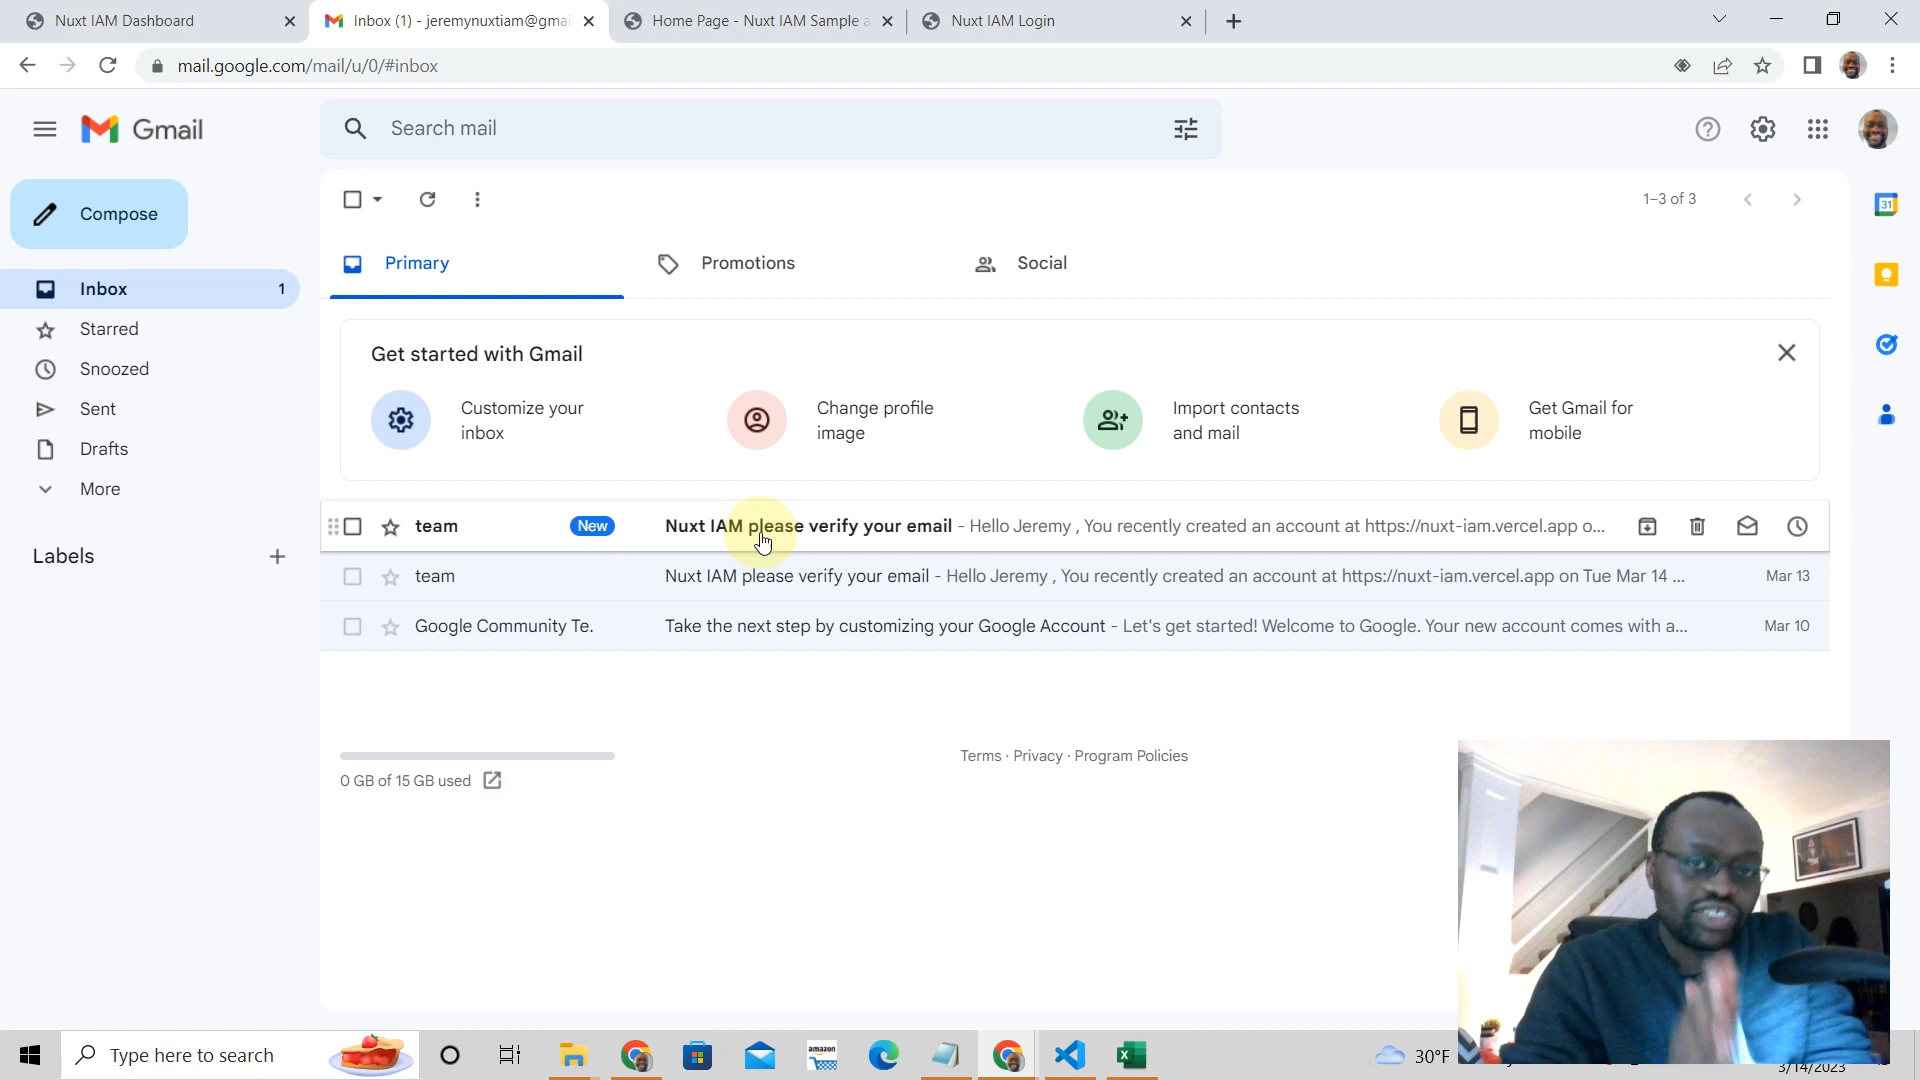 Nuxt IAM Dashboard
Inbox (1) - jeremynuxtiam@gmai
Home Page - Nuxt IAM Sample a
Nuxt IAM Login
mail.google.com/mail/u/0/#inbox
Gmail
Search mail
Compose
1–3 of 3
Primary
Promotions
Social
Inbox 1
Starred
Snoozed
Sent
Drafts
More
Labels
31
Get started with Gmail
Customize your
inbox
Change profile
image
Import contacts
and mail
Get Gmail for
mobile
team New Nuxt IAM please verify your email - Hello Jeremy , You recently created an account at https://nuxt-iam.vercel.app o...
team Nuxt IAM please verify your email - Hello Jeremy , You recently created an account at https://nuxt-iam.vercel.app on Tue Mar 14 ... Mar 13
Google Community Te. Take the next step by customizing your Google Account - Let's get started! Welcome to Google. Your new account comes with a... Mar 10
Terms · Privacy · Program Policies
0 GB of 15 GB used
Type here to search
amazon
30°F
3/14/2023